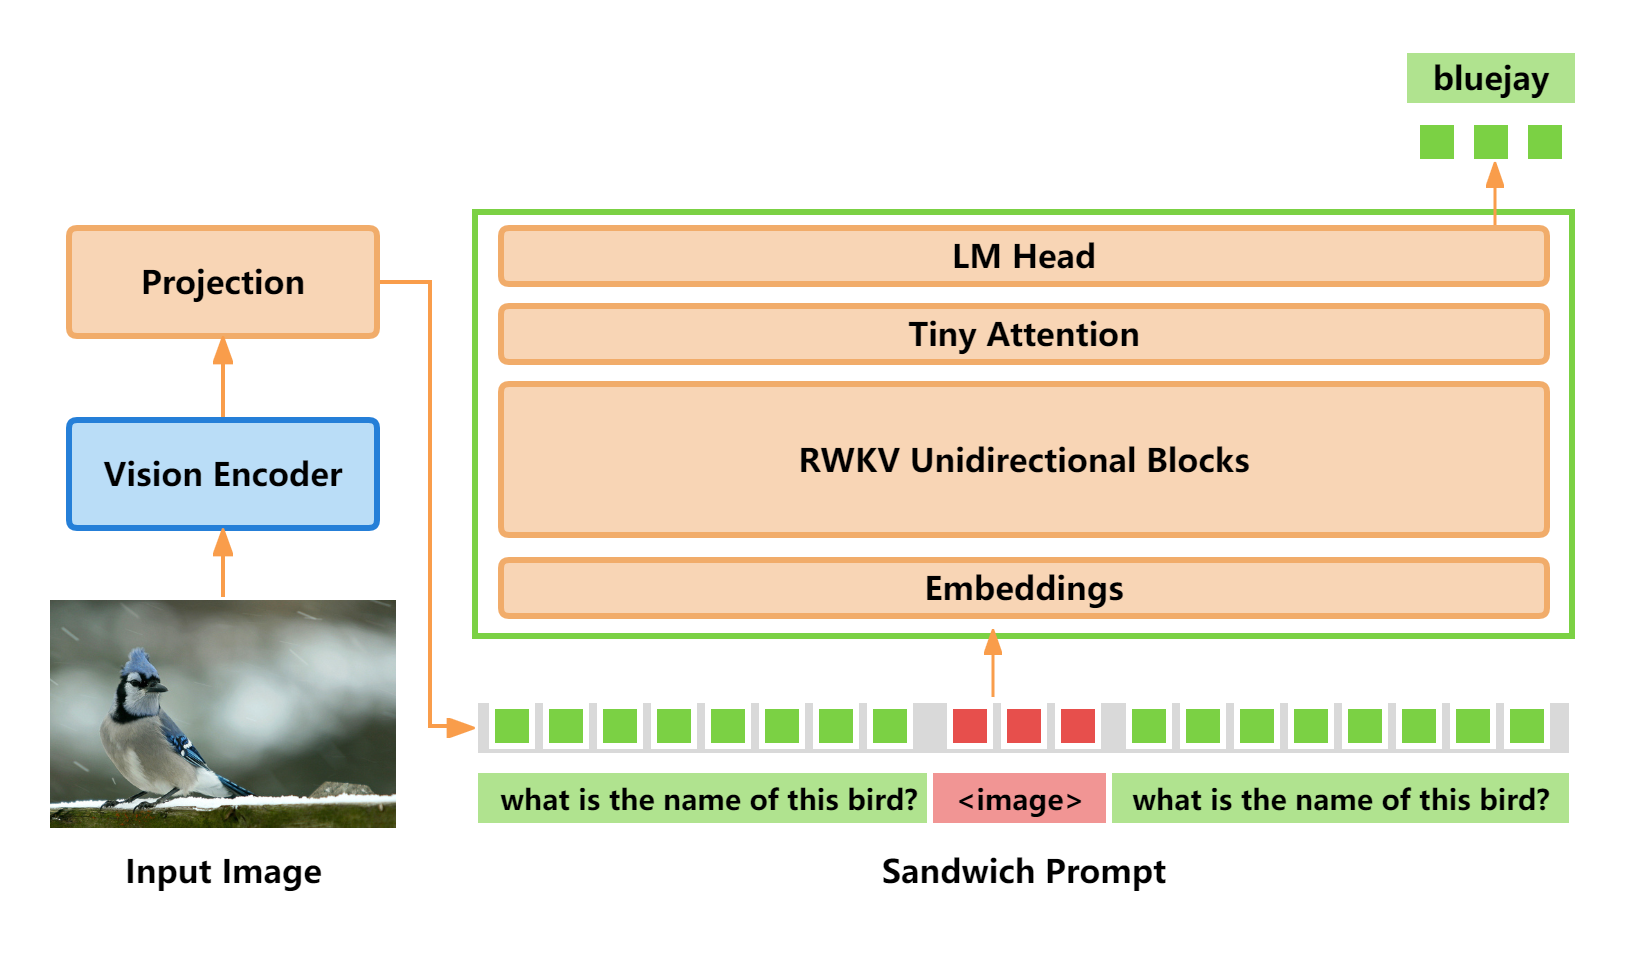 bluejay
Projection
LM Head
Tiny Attention
Vision Encoder
RWKV Unidirectional Blocks
Embeddings
what is the name of this bird?
<image>
what is the name of this bird?
Input Image
Sandwich Prompt